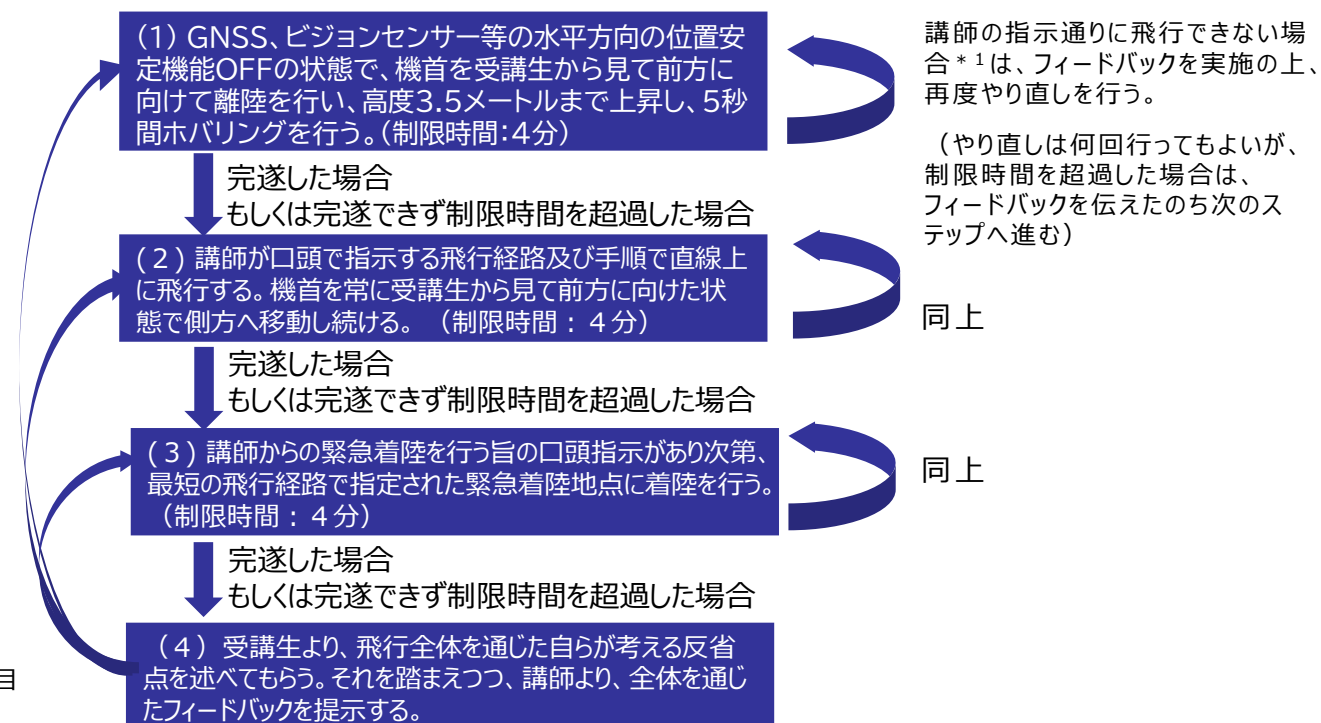 (1) GNSS、ビジョンセンサー等の水平方向の位置安
定機能OFFの状態で、機首を受講生から見て前方に
向けて離陸を行い、高度3.5メートルまで上昇し、5秒
間ホバリングを行う。(制限時間:4分)
講師の指示通りに飛行できない場
合*1は、フィードバックを実施の上、
再度やり直しを行う。
（やり直しは何回行ってもよいが、
制限時間を超過した場合は、
フィードバックを伝えたのち次のス
テップへ進む）
完遂した場合
もしくは完遂できず制限時間を超過した場合
(２) 講師が口頭で指示する飛行経路及び手順で直線上
に飛行する。機首を常に受講生から見て前方に向けた状
態で側方へ移動し続ける。（制限時間：４分）
同上
完遂した場合
もしくは完遂できず制限時間を超過した場合
(３) 講師からの緊急着陸を行う旨の口頭指示があり次第、
最短の飛行経路で指定された緊急着陸地点に着陸を行う。
（制限時間：４分）
同上
完遂した場合
もしくは完遂できず制限時間を超過した場合
（４）受講生より、飛行全体を通じた自らが考える反省
点を述べてもらう。それを踏まえつつ、講師より、全体を通じ
たフィードバックを提示する。
目